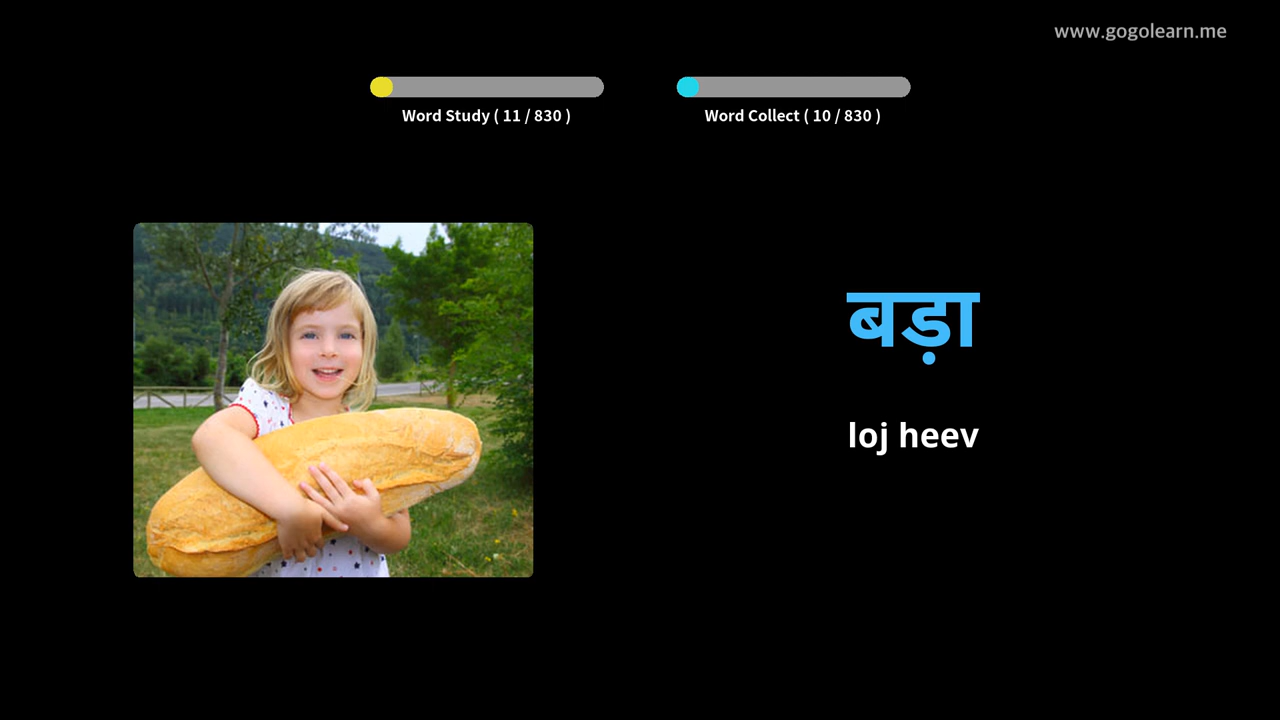 www.gogolearn.me
Word Study ( 11 / 830 )
Word Collect ( 10 / 830 )
बड़ा
loj heev